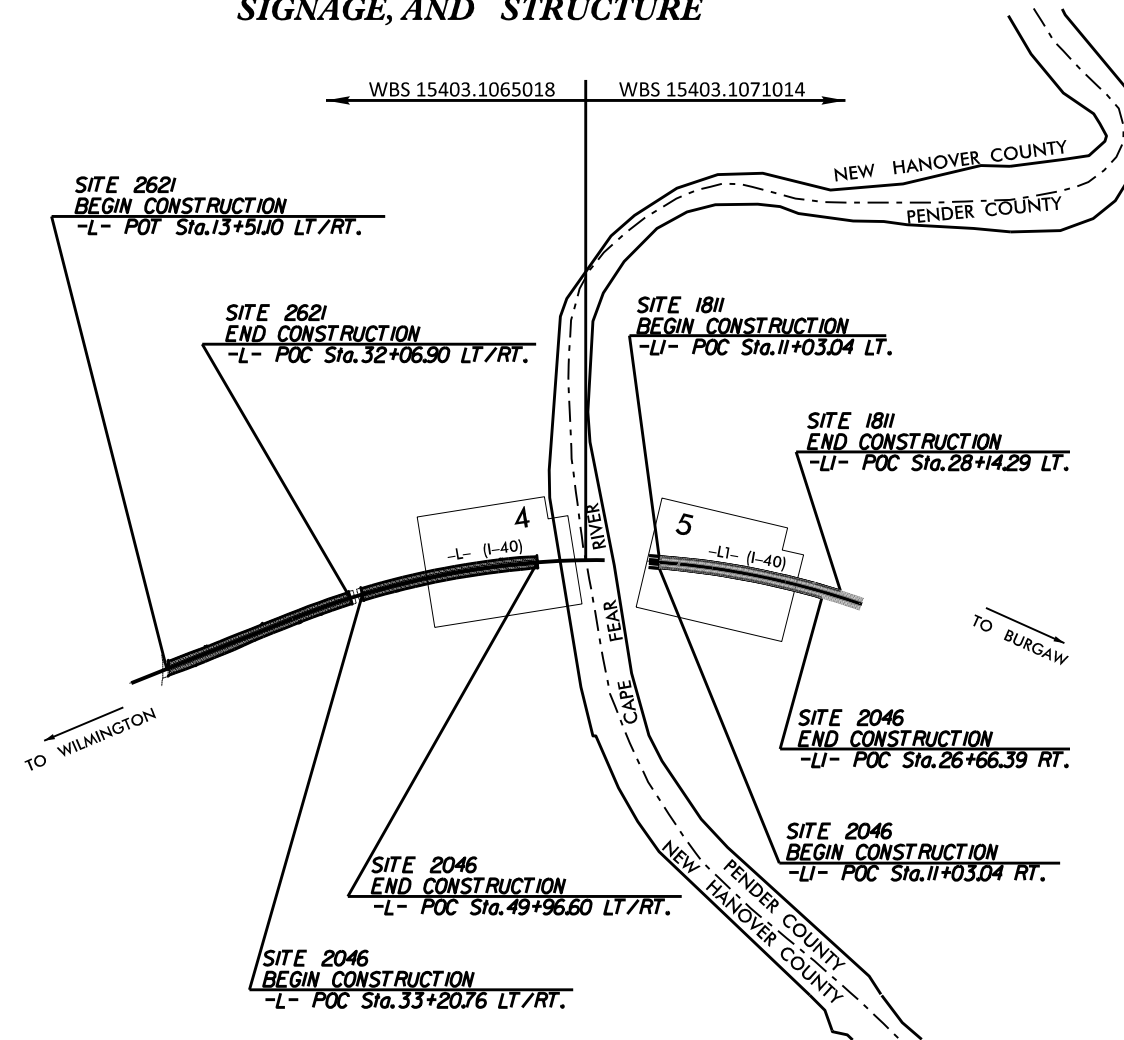 SIGNAGE, AND STRUCTURE
WBS 15403.1065018
WBS 15403.1071014
NEW HANOVER COUNTY
PENDER COUNTY
SITE 2621
BEGIN CONSTRUCTION
-L- POT Sta.13+51.10 LT/RT.
SITE 2621
END CONSTRUCTION
-L- POC Sta.32+06.90 LT/RT.
SITE 1811
BEGIN CONSTRUCTION
-L1- POC Sta.11+03.04 LT.
SITE 1811
END CONSTRUCTION
-L1- POC Sta.28+14.29 LT.
4
-L- (I-40)
5
-L1- (I-40)
CAPE FEAR RIVER
TO WILMINGTON
TO BURGAW
SITE 2046
END CONSTRUCTION
-L1- POC Sta.26+66.39 RT.
SITE 2046
BEGIN CONSTRUCTION
-L1- POC Sta.11+03.04 RT.
SITE 2046
END CONSTRUCTION
-L- POC Sta.49+96.60 LT/RT.
SITE 2046
BEGIN CONSTRUCTION
-L- POC Sta.33+20.76 LT/RT.
PENDER COUNTY
NEW HANOVER COUNTY